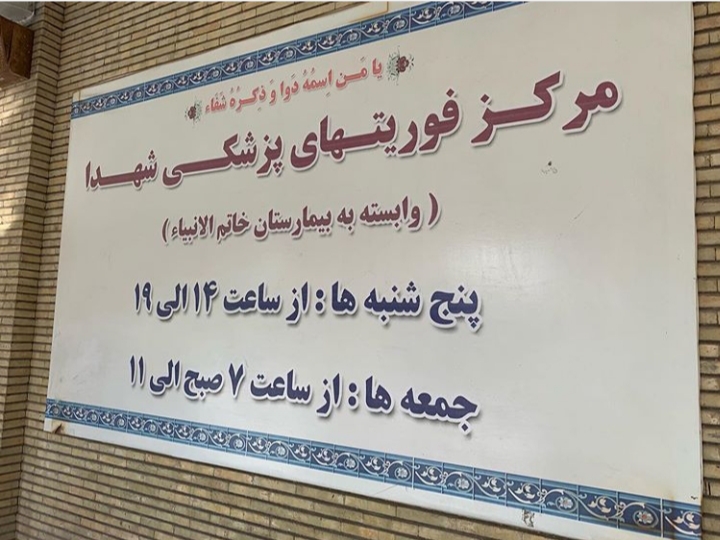 یا مَن اِسمُهُ دَوا وَ ذِکرُهُ شَفاء
مرکز فوریتهای پزشکی شهدا
( وابسته به بیمارستان خاتم الانبیاء )
پنج شنبه ها : از ساعت ۱۴ الی ۱۹
جمعه ها : از ساعت ۷ صبح الی ۱۱